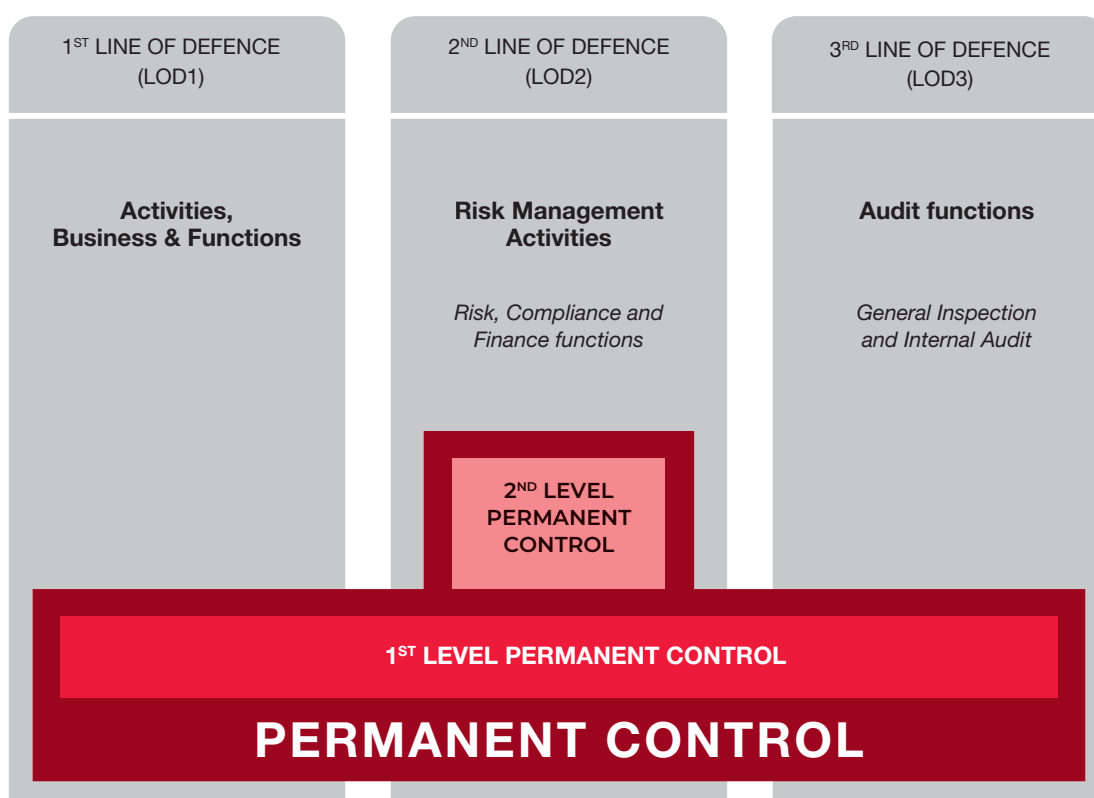 1ST LINE OF DEFENCE
(LOD1)
Activities,
Business & Functions
2ND LINE OF DEFENCE
(LOD2)
Risk Management
Activities
Risk, Compliance and
Finance functions
3RD LINE OF DEFENCE
(LOD3)
Audit functions
General Inspection
and Internal Audit
2ND LEVEL
PERMANENT
CONTROL
1ST LEVEL PERMANENT CONTROL
PERMANENT CONTROL